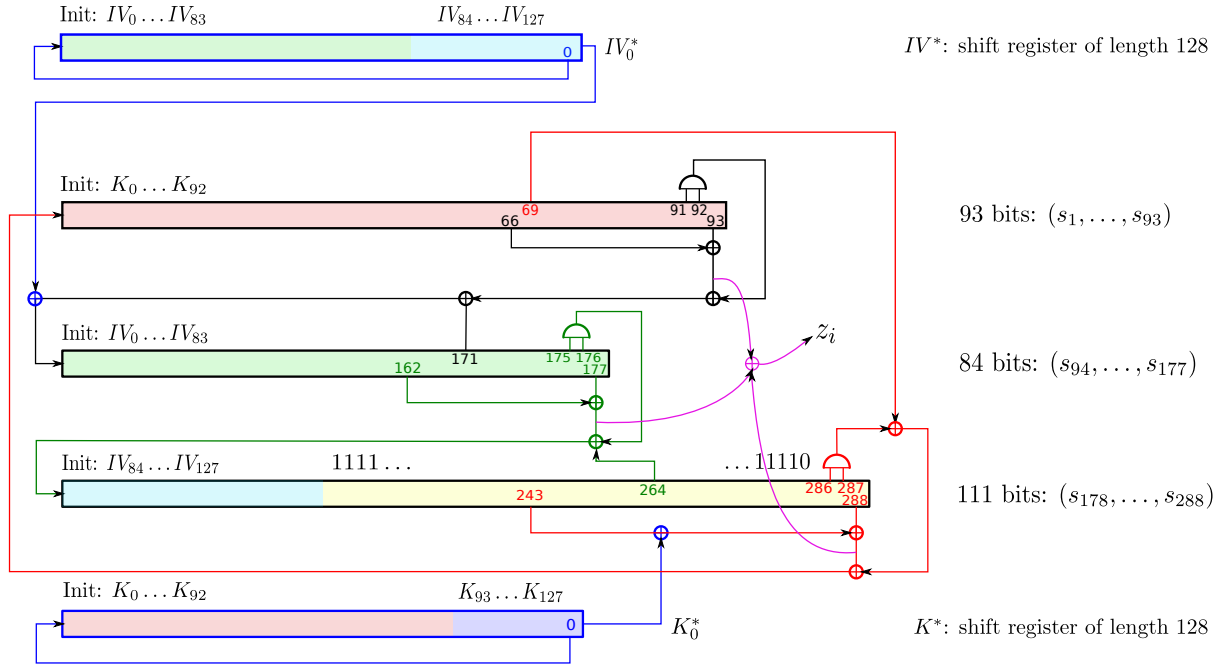 Init: IV₀…IV₈₃ IV₈₄…IV₁₂₇
0 IV₀* IV*: shift register of length 128
Init: K₀…K₉₂
69 91 92
66 93 93 bits: (s₁,…,s₉₃)
Init: IV₀…IV₈₃ zᵢ
171 175 176
162 177 84 bits: (s₉₄,…,s₁₇₇)
Init: IV₈₄…IV₁₂₇ 1111… …11110
243 264 286 287
288 111 bits: (s₁₇₈,…,s₂₈₈)
Init: K₀…K₉₂ K₉₃…K₁₂₇
0 K₀* K*: shift register of length 128